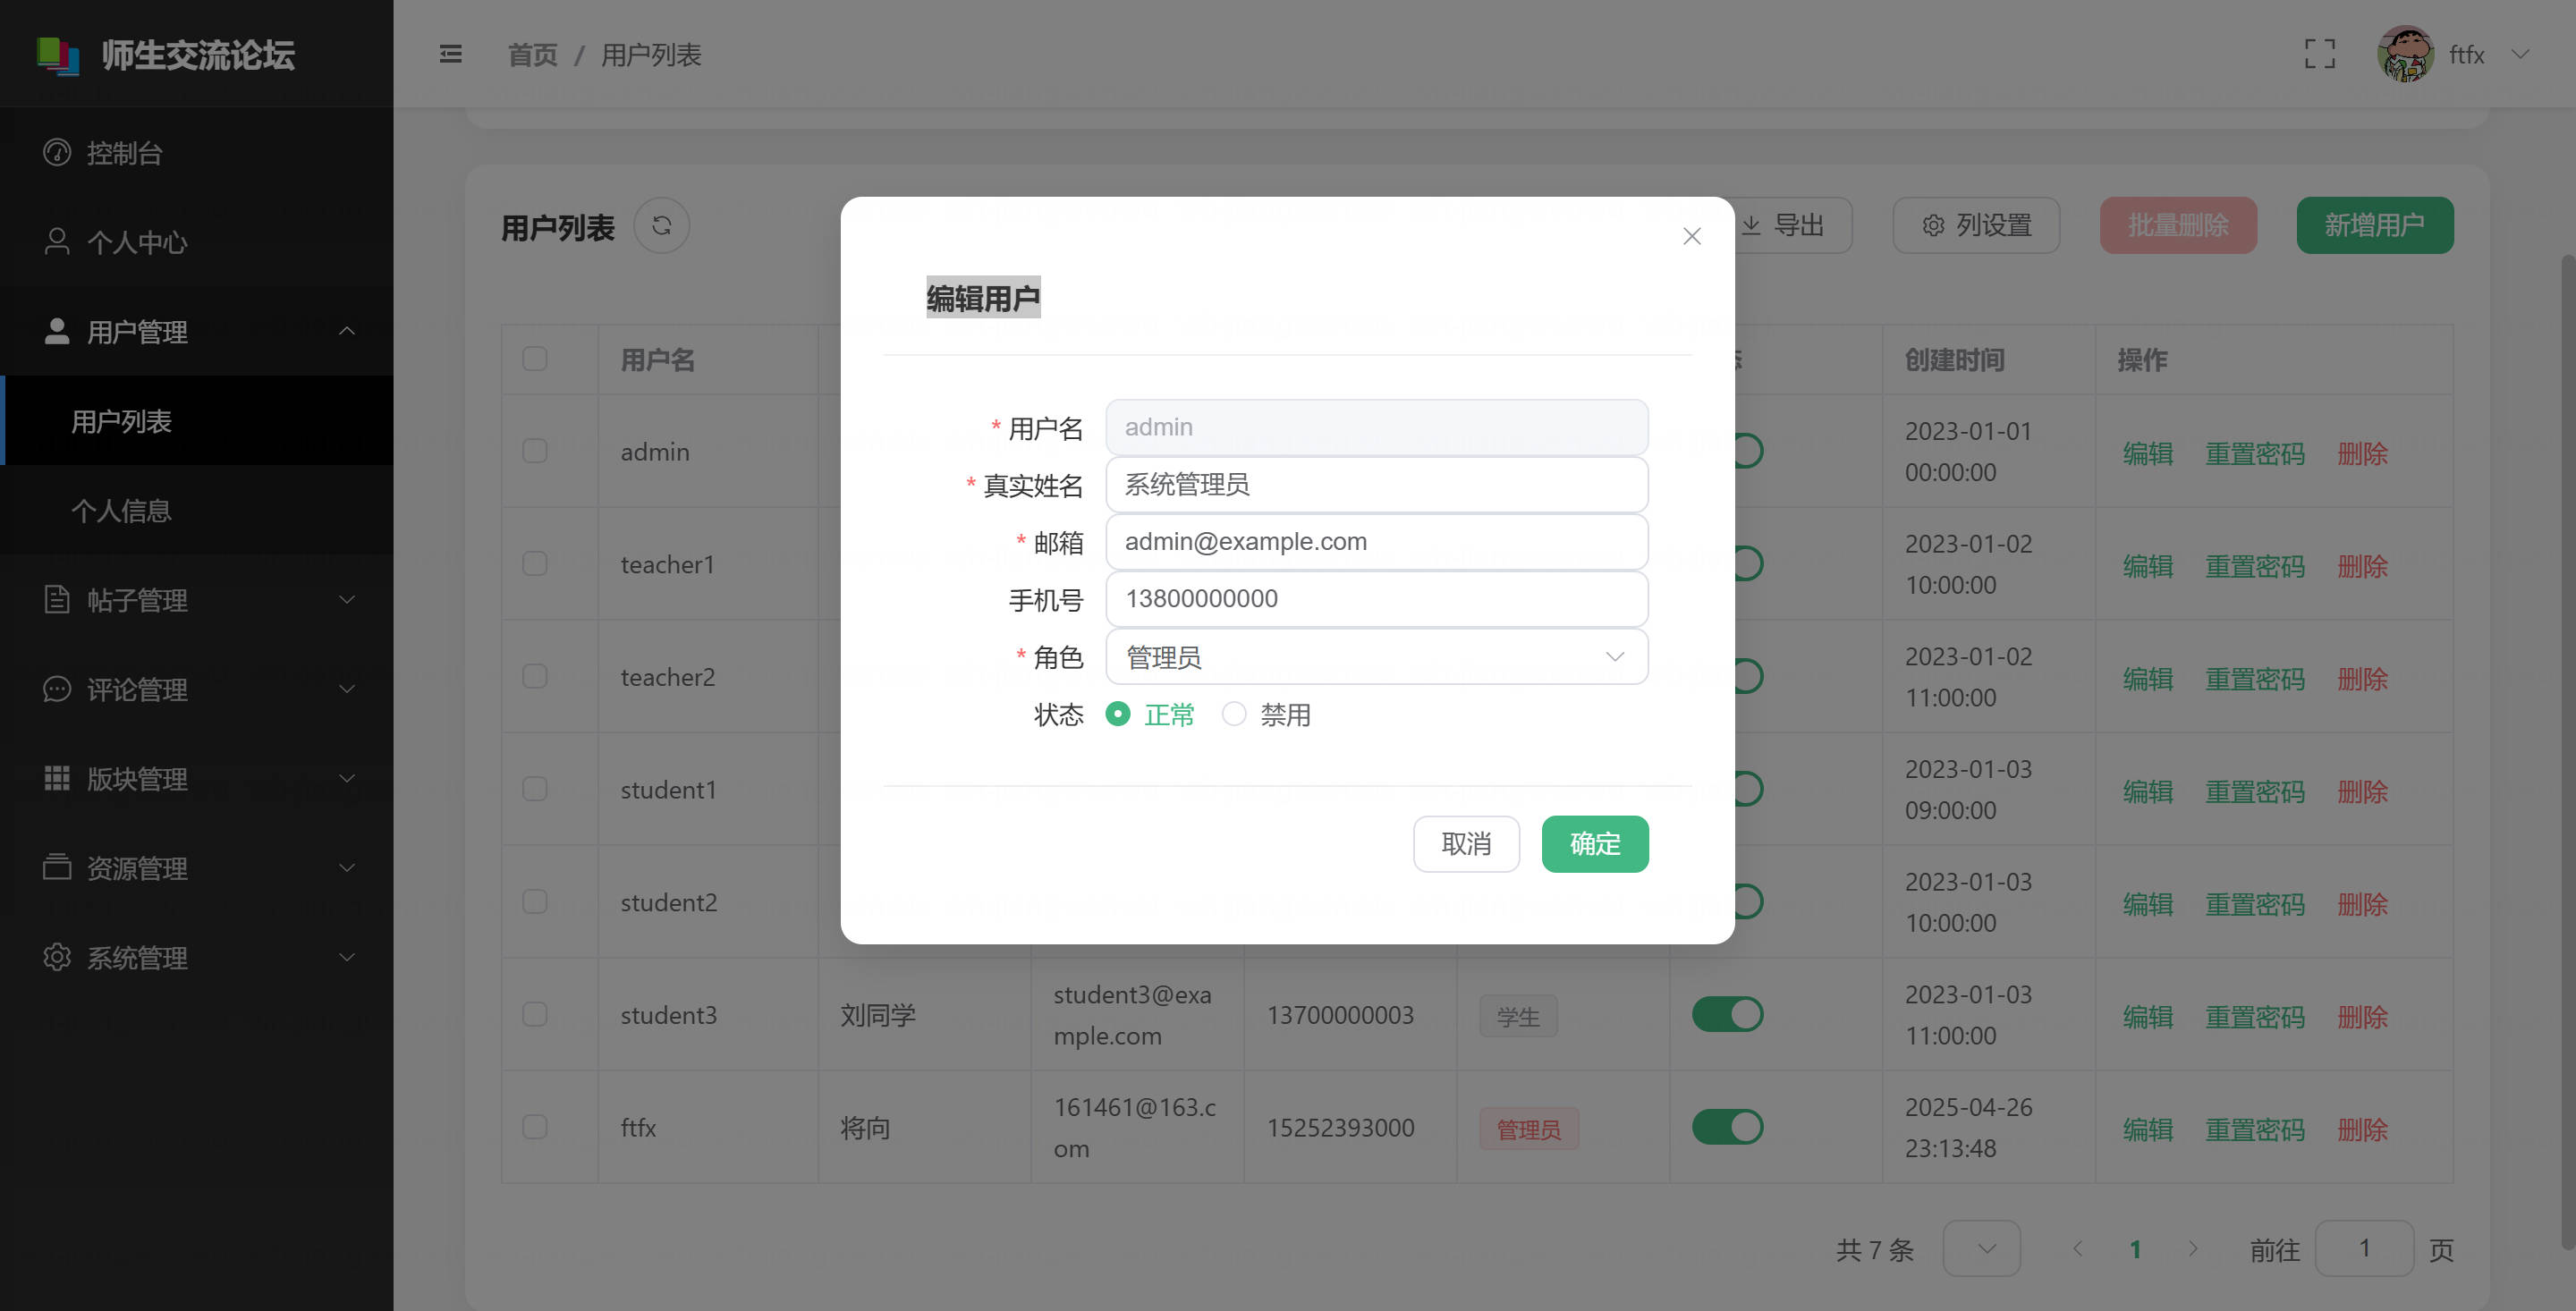 师生交流论坛
首页 / 用户列表
ftfx
控制台
个人中心
用户管理
用户列表
个人信息
帖子管理
评论管理
版块管理
资源管理
系统管理
用户列表
导出
列设置
批量删除
新增用户
用户名
创建时间
操作
admin
2023-01-01 00:00:00
编辑 重置密码 删除
teacher1
2023-01-02 10:00:00
编辑 重置密码 删除
teacher2
2023-01-02 11:00:00
编辑 重置密码 删除
student1
2023-01-03 09:00:00
编辑 重置密码 删除
student2
2023-01-03 10:00:00
编辑 重置密码 删除
student3
刘同学
student3@exa
mple.com
13700000003
学生
2023-01-03 11:00:00
编辑 重置密码 删除
ftfx
将向
161461@163.c
om
15252393000
管理员
2025-04-26 23:13:48
编辑 重置密码 删除
共 7 条
1
前往 1 页
编辑用户
* 用户名 admin
* 真实姓名 系统管理员
* 邮箱 admin@example.com
手机号 13800000000
* 角色 管理员
状态 正常 禁用
取消
确定